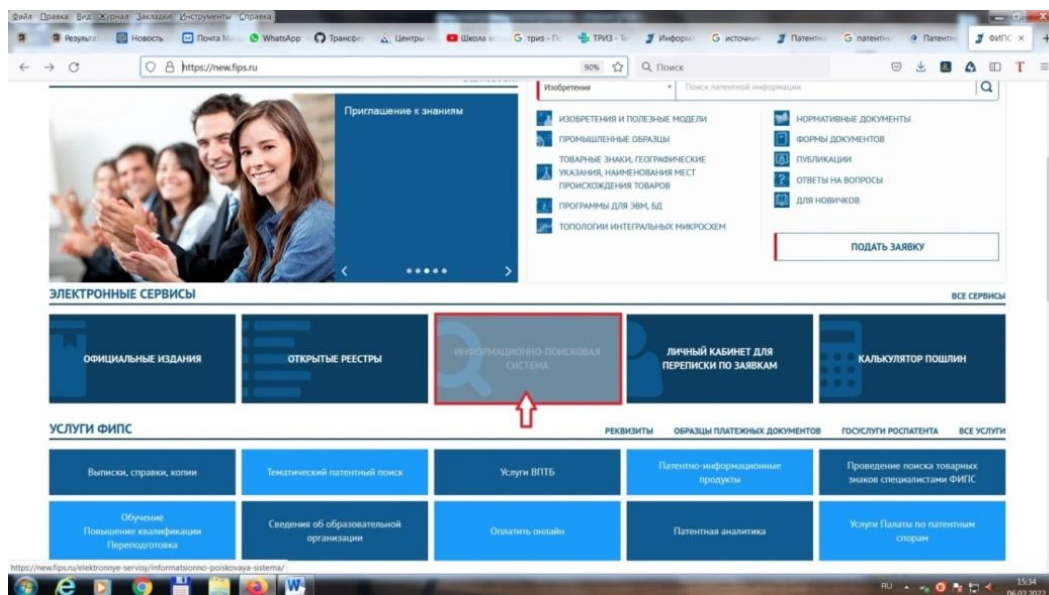 Файл Правка Вид Журнал Закладки Инструменты Справка
Результат Новость Почта Ma WhatsApp Трансфер Центры Школа G триз - По ТРИЗ - Информ G источник Патентн G патентн Патентн ФИПС
https://new.fips.ru 90% Поиск
Приглашение к знаниям
Изобретения Поиск патентной информации
ИЗОБРЕТЕНИЯ И ПОЛЕЗНЫЕ МОДЕЛИ
ПРОМЫШЛЕННЫЕ ОБРАЗЦЫ
ТОВАРНЫЕ ЗНАКИ, ГЕОГРАФИЧЕСКИЕ
УКАЗАНИЯ, НАИМЕНОВАНИЯ МЕСТ
ПРОИСХОЖДЕНИЯ ТОВАРОВ
ПРОГРАММЫ ДЛЯ ЭВМ, БД
ТОПОЛОГИИ ИНТЕГРАЛЬНЫХ МИКРОСХЕМ
НОРМАТИВНЫЕ ДОКУМЕНТЫ
ФОРМЫ ДОКУМЕНТОВ
ПУБЛИКАЦИИ
ОТВЕТЫ НА ВОПРОСЫ
ДЛЯ НОВИЧКОВ
ПОДАТЬ ЗАЯВКУ
ЭЛЕКТРОННЫЕ СЕРВИСЫ ВСЕ СЕРВИСЫ
ОФИЦИАЛЬНЫЕ ИЗДАНИЯ
ОТКРЫТЫЕ РЕЕСТРЫ
ИНФОРМАЦИОННО-ПОИСКОВАЯ
СИСТЕМА
ЛИЧНЫЙ КАБИНЕТ ДЛЯ
ПЕРЕПИСКИ ПО ЗАЯВКАМ
КАЛЬКУЛЯТОР ПОШЛИН
УСЛУГИ ФИПС РЕКВИЗИТЫ ОБРАЗЦЫ ПЛАТЕЖНЫХ ДОКУМЕНТОВ ГОСУСЛУГИ РОСПАТЕНТА ВСЕ УСЛУГИ
Выписки, справки, копии
Тематический патентный поиск
Услуги ВПТБ
Патентно-информационные
продукты
Проведение поиска товарных
знаков специалистами ФИПС
Обучение
Повышение квалификации
Переподготовка
Сведения об образовательной
организации
Оплатить онлайн
Патентная аналитика
Услуги Палаты по патентным
спорам
https://new.fips.ru/elektronnye-servisy/informatsionno-poiskovaya-sistema/
RU 15:34
06.02.2022